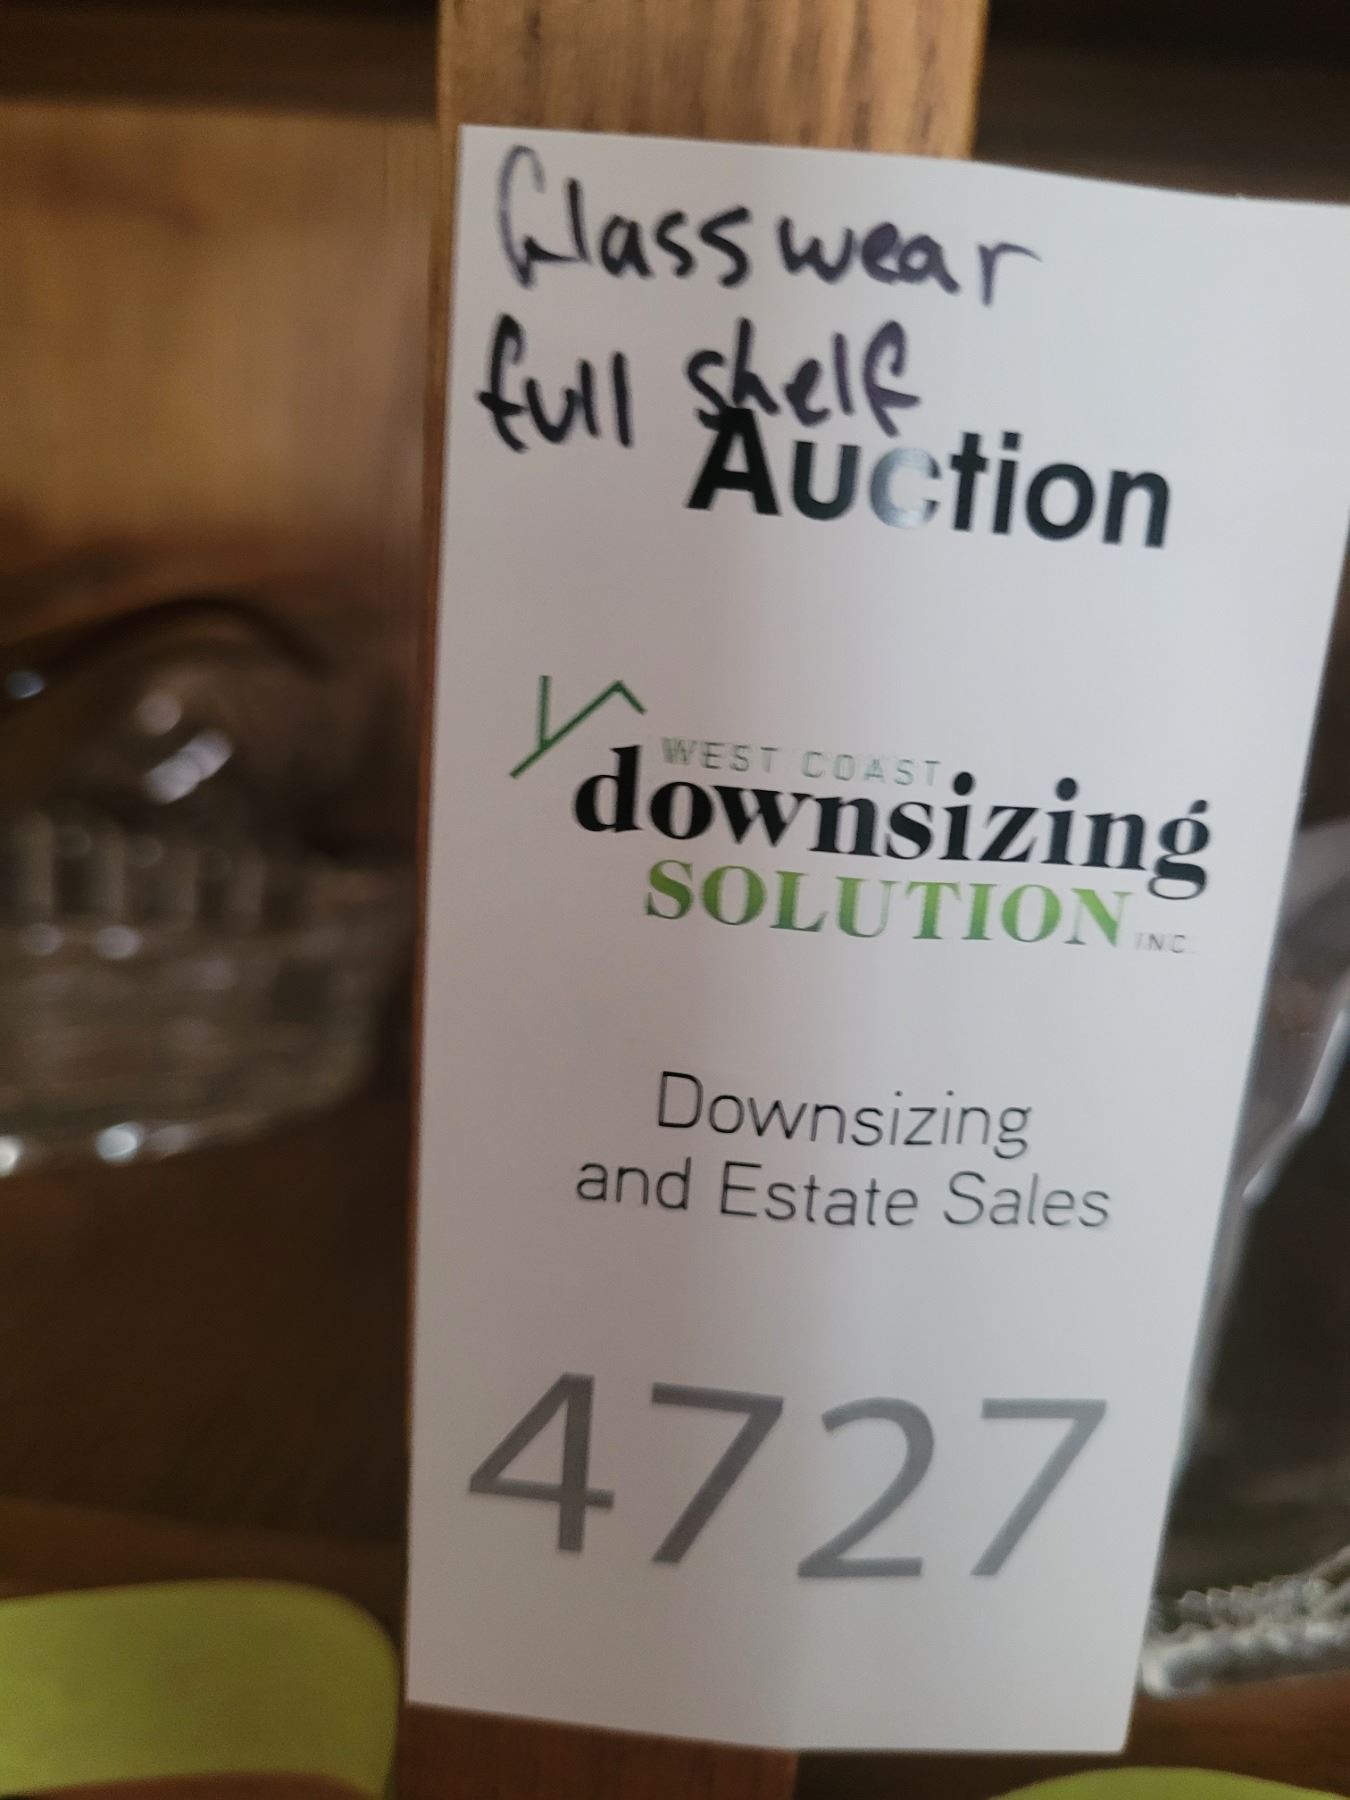 Glasswear
full shelf
Auction
WEST COAST
downsizing
SOLUTION INC.
Downsizing
and Estate Sales
4727